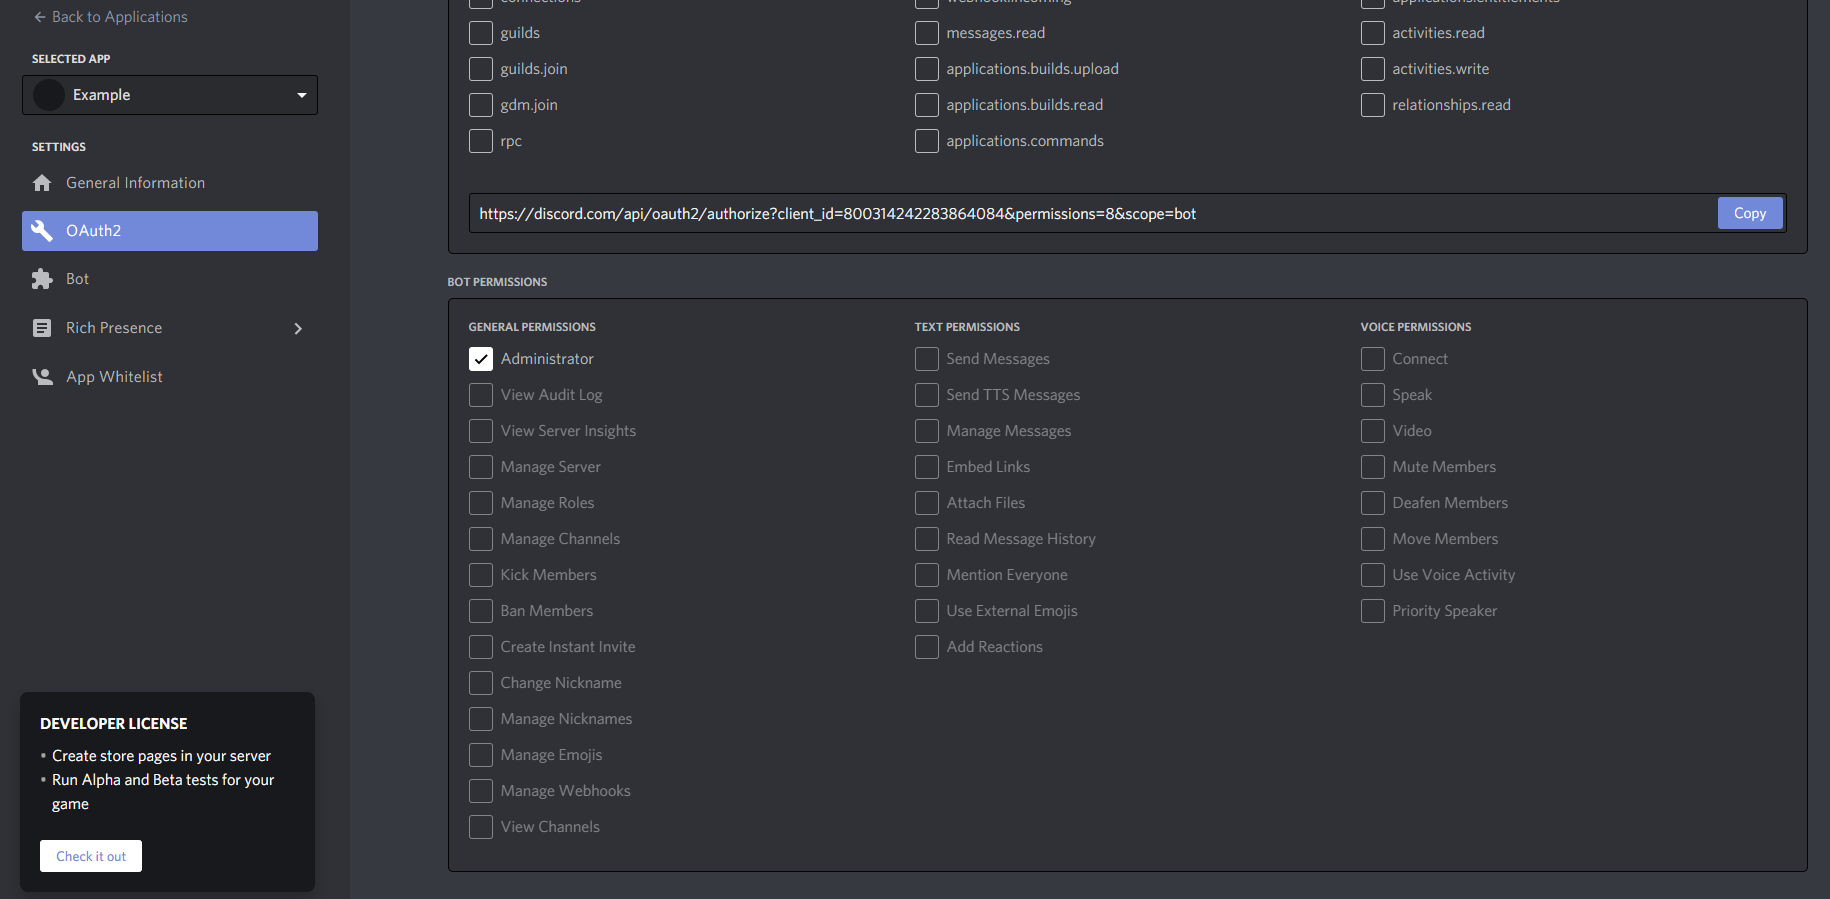 Back to Applications
SELECTED APP
Example
SETTINGS
General Information
OAuth2
Bot
Rich Presence
App Whitelist
DEVELOPER LICENSE
• Create store pages in your server
• Run Alpha and Beta tests for your
game
Check it out
connections
guilds
guilds.join
gdm.join
rpc
webhook.incoming
messages.read
applications.builds.upload
applications.builds.read
applications.commands
applications.entitlements
activities.read
activities.write
relationships.read
https://discord.com/api/oauth2/authorize?client_id=800314242283864084&permissions=8&scope=bot
Copy
BOT PERMISSIONS
GENERAL PERMISSIONS
Administrator
View Audit Log
View Server Insights
Manage Server
Manage Roles
Manage Channels
Kick Members
Ban Members
Create Instant Invite
Change Nickname
Manage Nicknames
Manage Emojis
Manage Webhooks
View Channels
TEXT PERMISSIONS
Send Messages
Send TTS Messages
Manage Messages
Embed Links
Attach Files
Read Message History
Mention Everyone
Use External Emojis
Add Reactions
VOICE PERMISSIONS
Connect
Speak
Video
Mute Members
Deafen Members
Move Members
Use Voice Activity
Priority Speaker